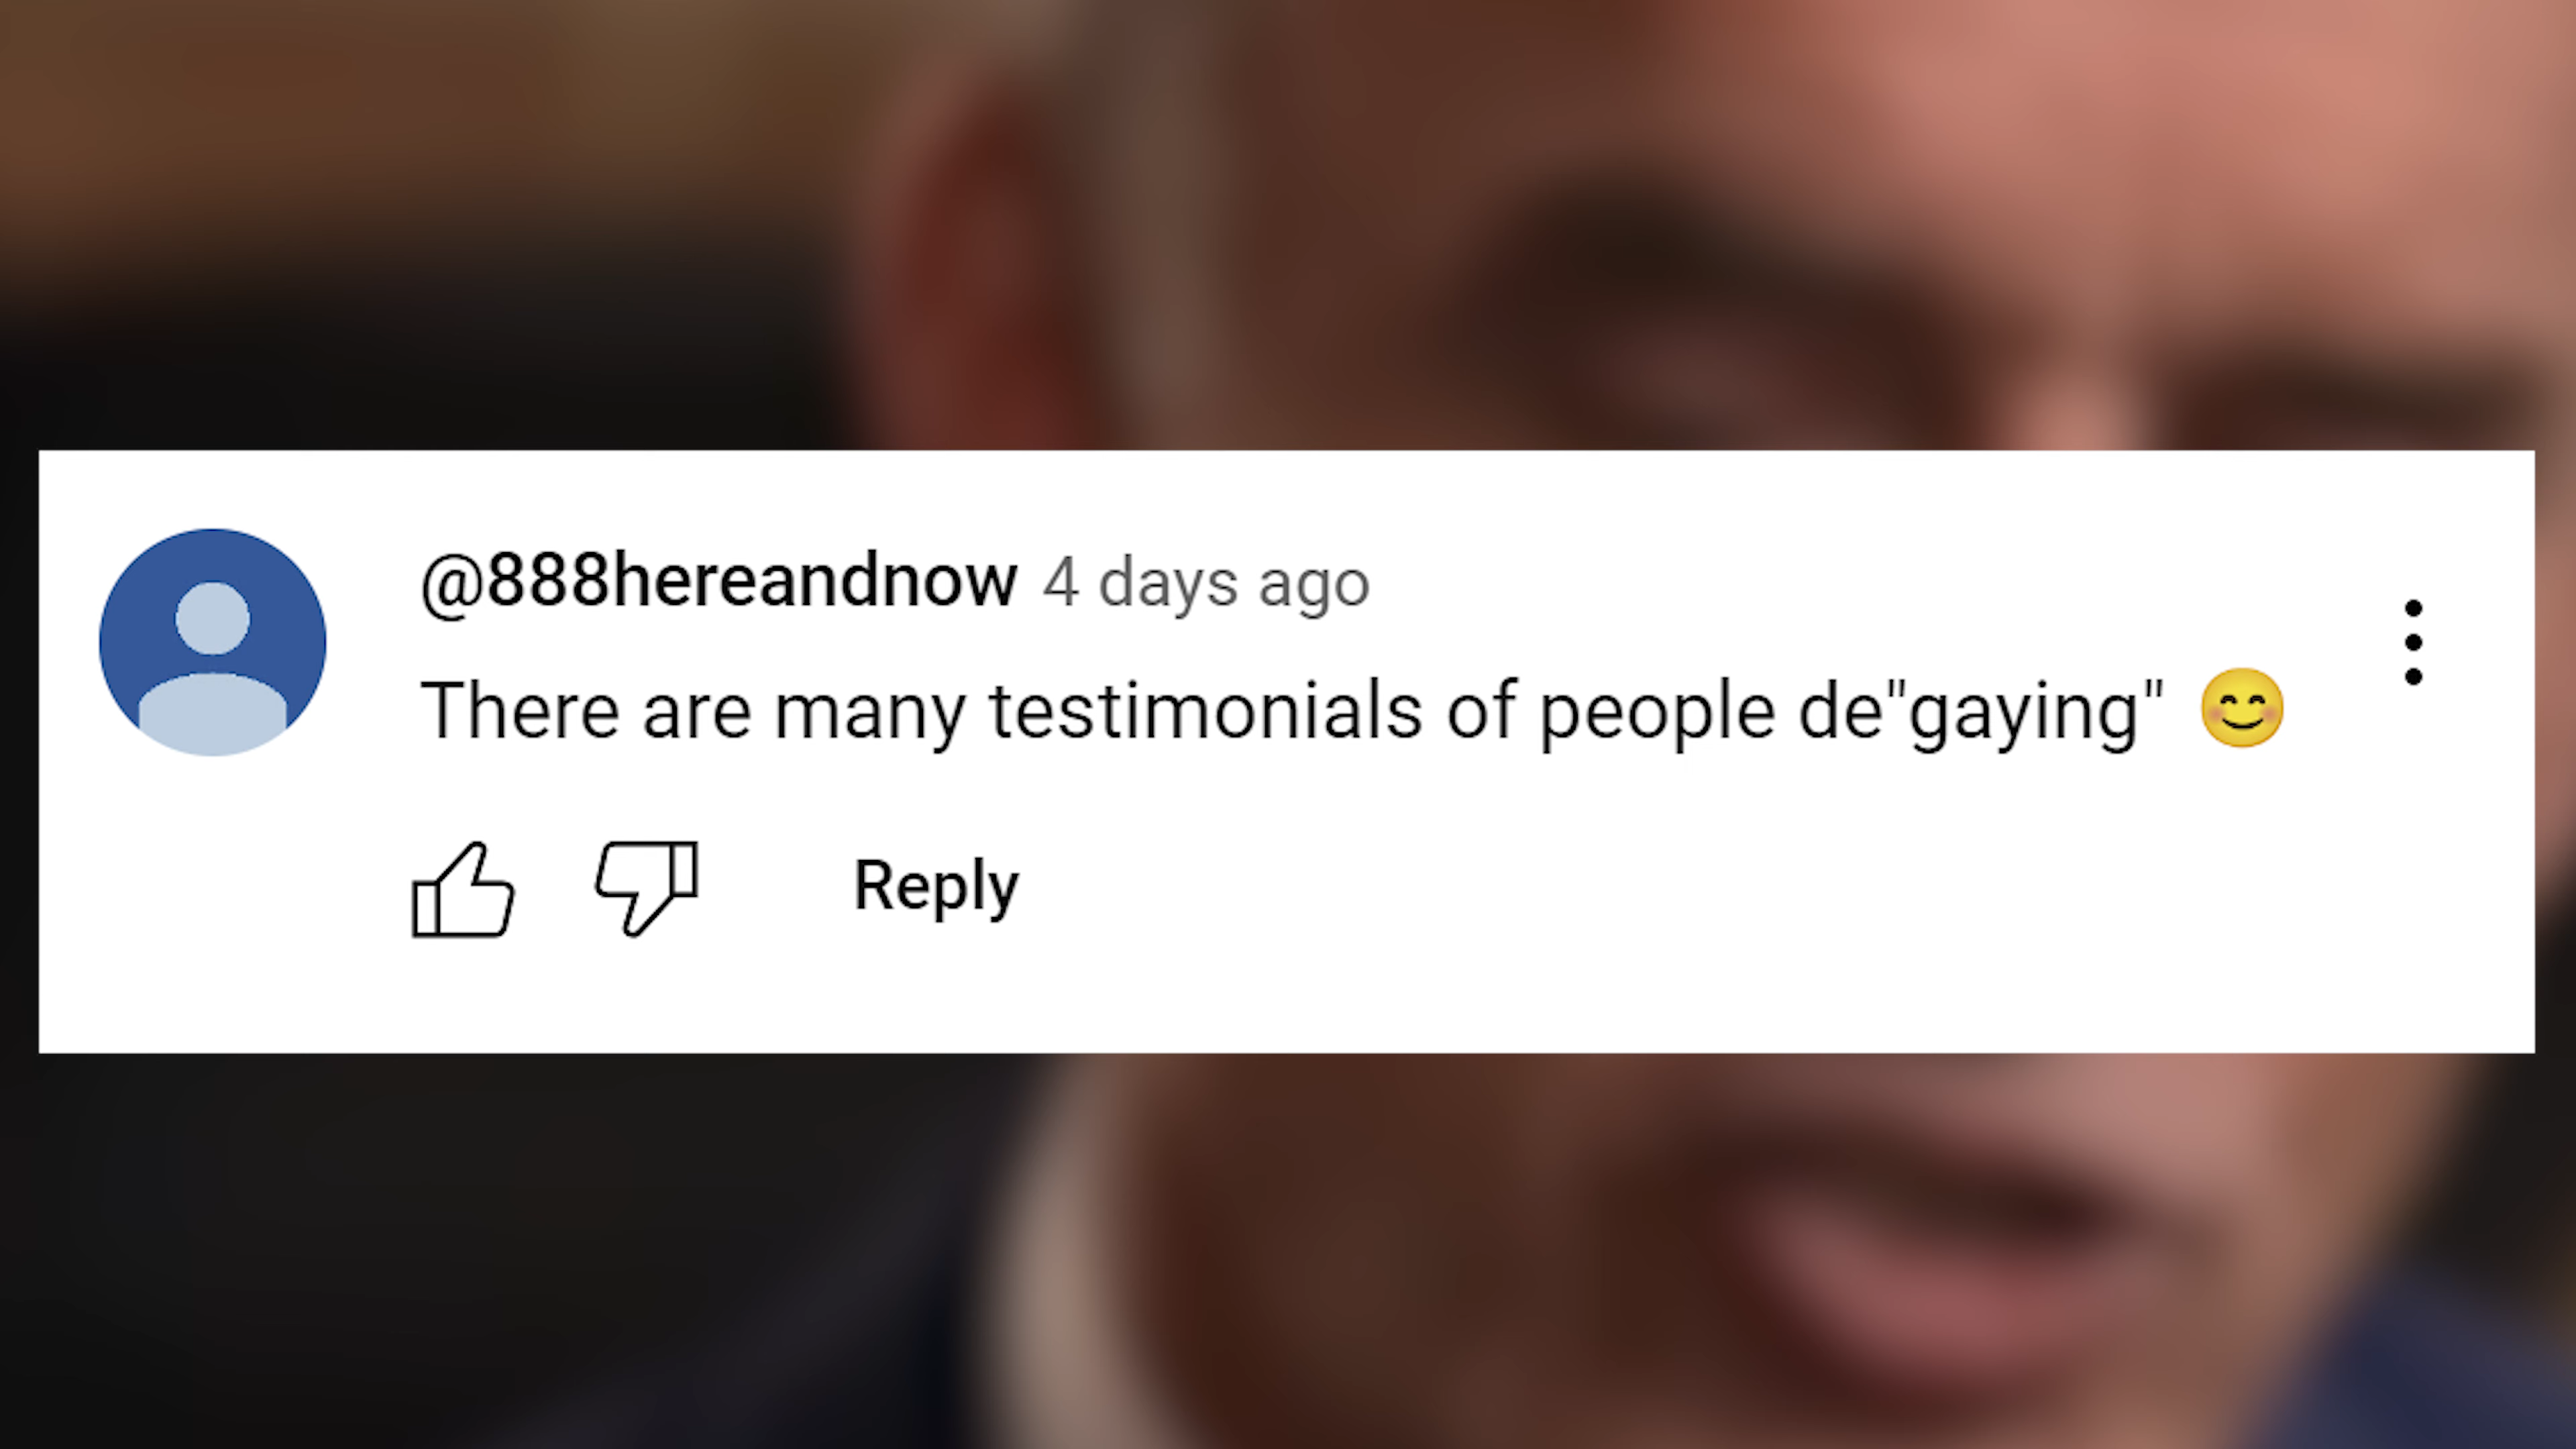 @888hereandnow 4 days ago
There are many testimonials of people de"gaying" 😊
Reply